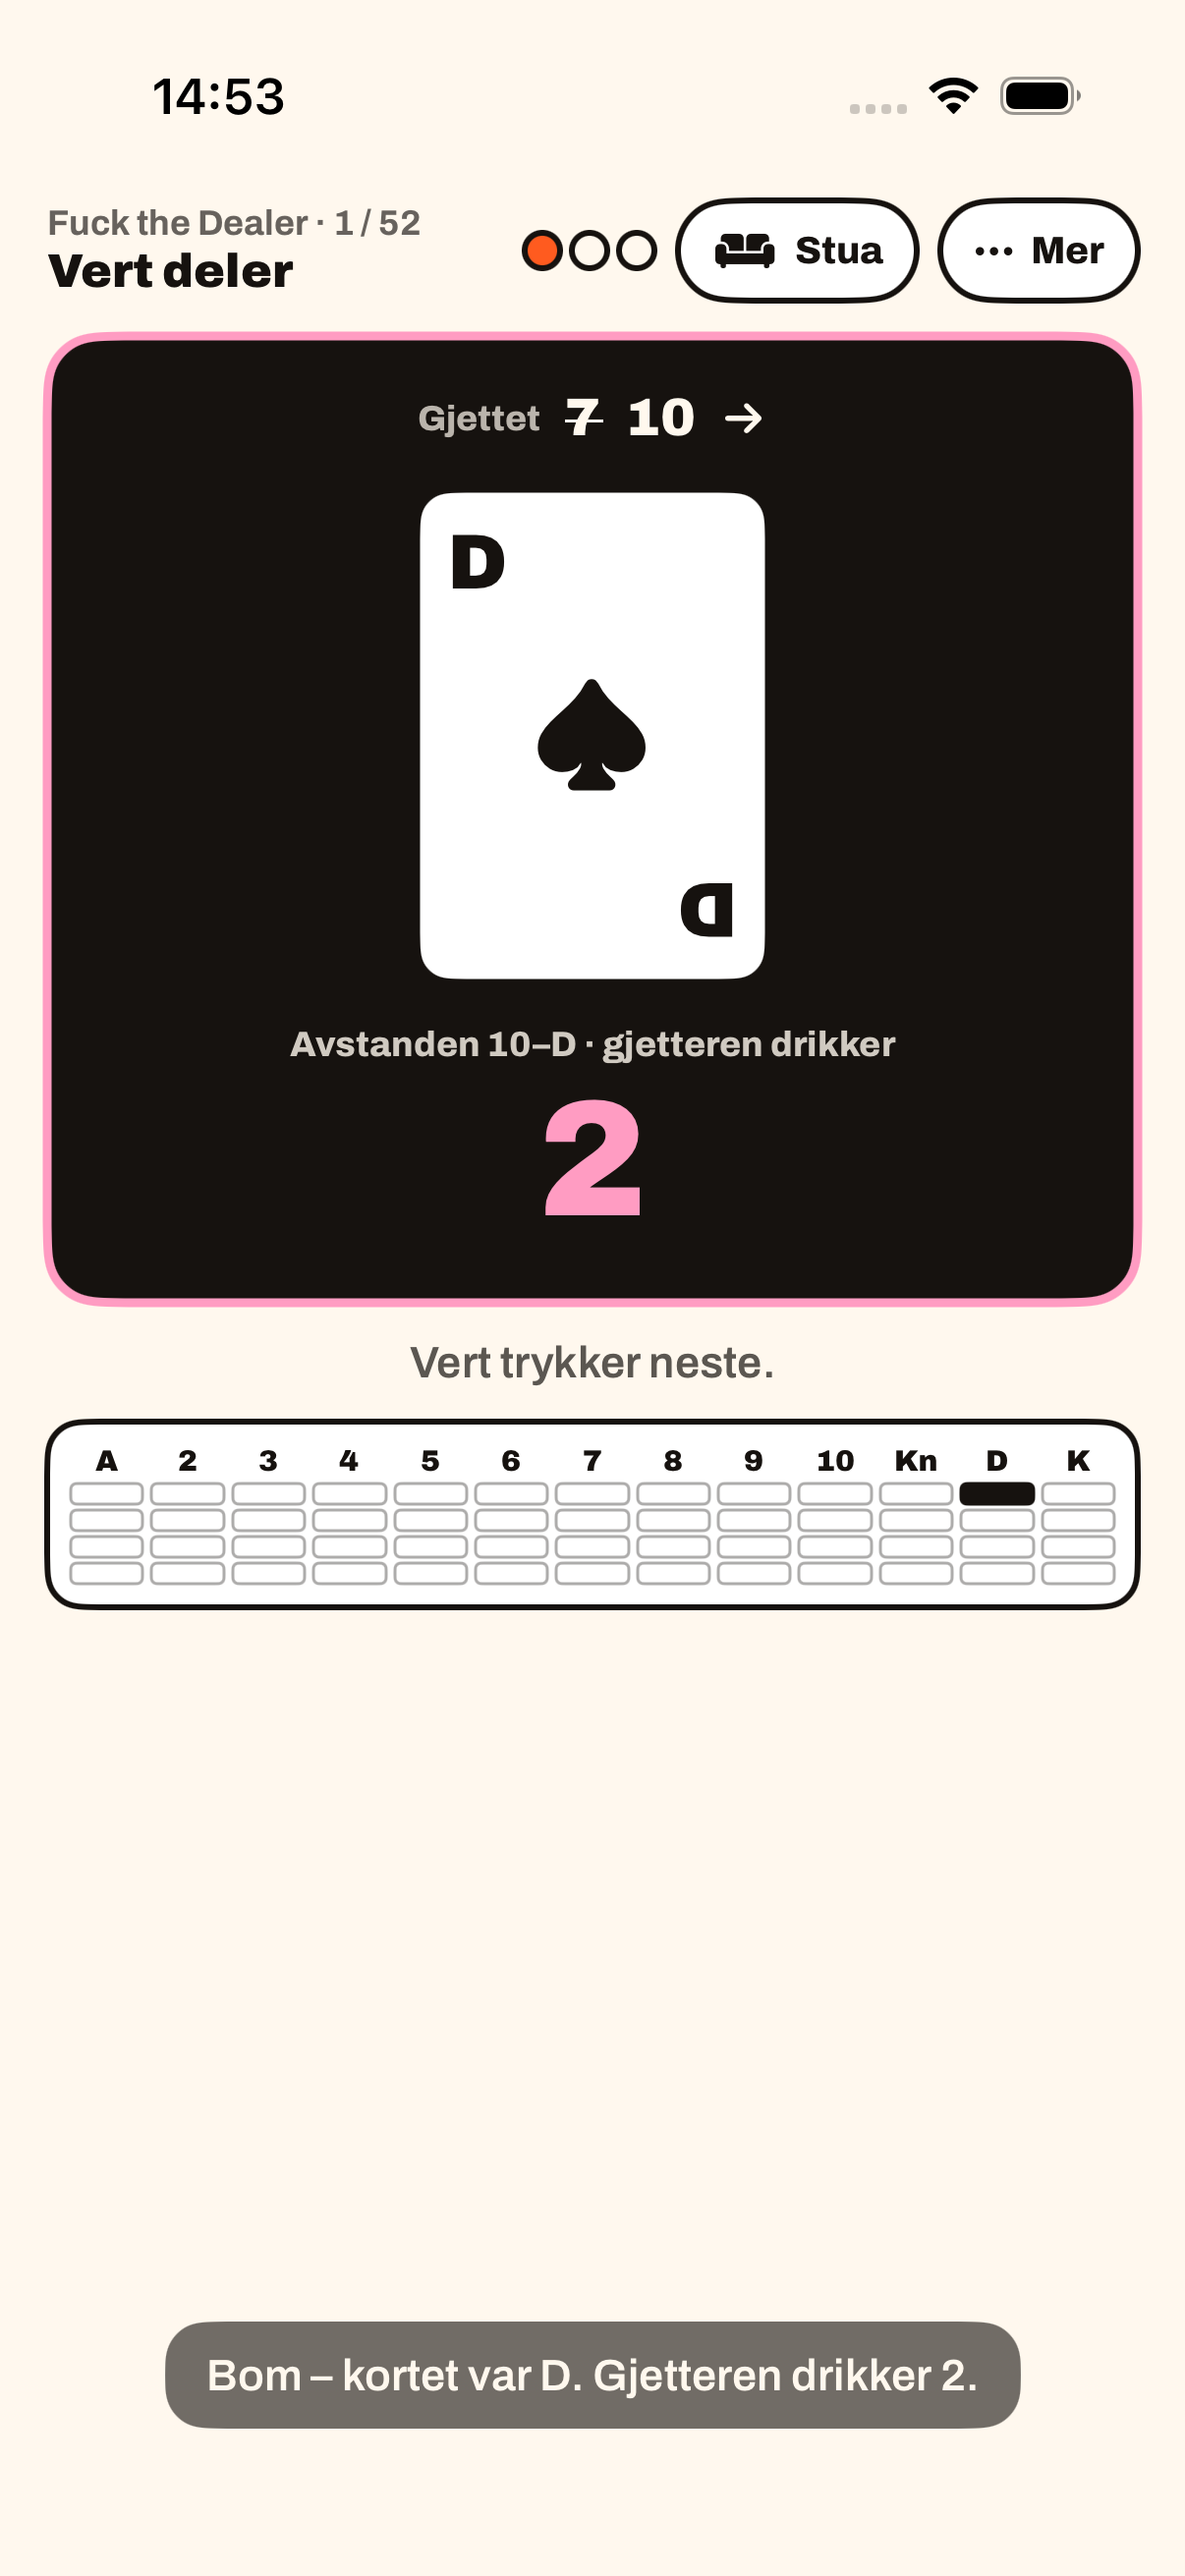 14:53
Fuck the Dealer · 1 / 52
Vert deler
Stua
Mer
Gjettet 7 10 →
D
D
Avstanden 10–D · gjetteren drikker
2
Vert trykker neste.
A 2 3 4 5 6 7 8 9 10 Kn D K
Bom – kortet var D. Gjetteren drikker 2.